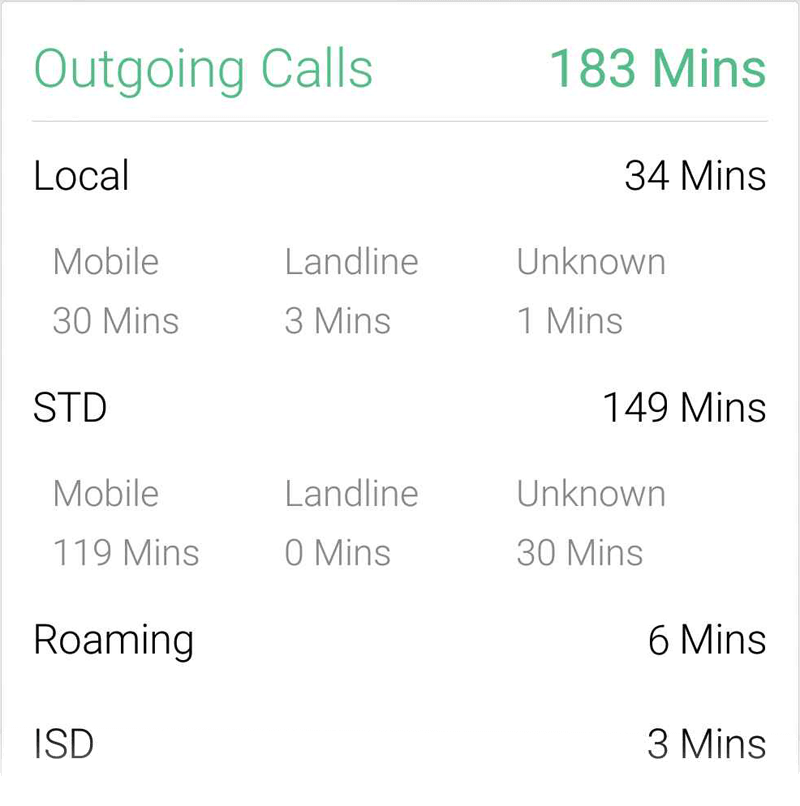 Outgoing Calls 183 Mins
Local 34 Mins
Mobile Landline Unknown
30 Mins 3 Mins 1 Mins
STD 149 Mins
Mobile Landline Unknown
119 Mins 0 Mins 30 Mins
Roaming 6 Mins
ISD 3 Mins